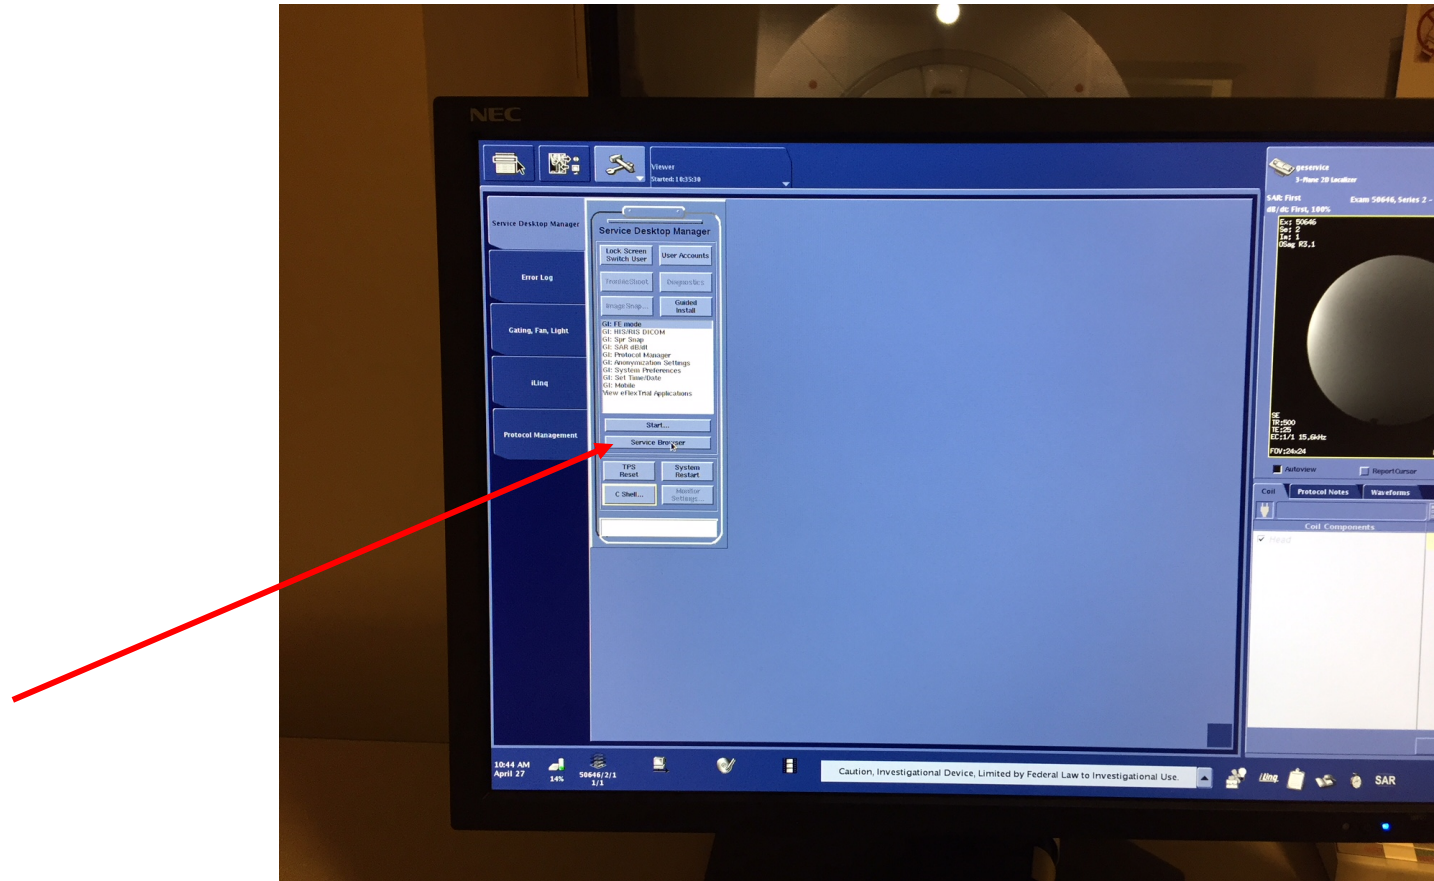 NEC
Viewer
Started: 10:35:30
geservice
3-Plane 2D Localizer
SAR: First
Exam 50646, Series 2 -
dB/dt: First, 100%
Ex: 50646
Se: 2
Im: 1
OSag R3.1
Service Desktop Manager
Error Log
Gating, Fan, Light
iLinq
Protocol Management
Service Desktop Manager
Lock Screen
Switch User
User Accounts
TroubleShoot
Diagnostics
Image Snap...
Guided
Install
GI: FE mode
GI: HIS/RIS DICOM
GI: Spr Snap
GI: SAR dB/dt
GI: Protocol Manager
GI: Anonymization Settings
GI: System Preferences
GI: Set Time/Date
GI: Mobile
View eFlexTrial Applications
Start...
Service Browser
TPS
Reset
System
Restart
C Shell...
Monitor
Settings...
SE
TR:500
TE:25
EC:1/1 15.6kHz
FOV:24x24
Autoview
Report Cursor
Coil
Protocol Notes
Waveforms
Coil Components
Head
10:44 AM
April 27
14%
50646/2/1
1/1
Caution, Investigational Device, Limited by Federal Law to Investigational Use.
iLinq
SAR